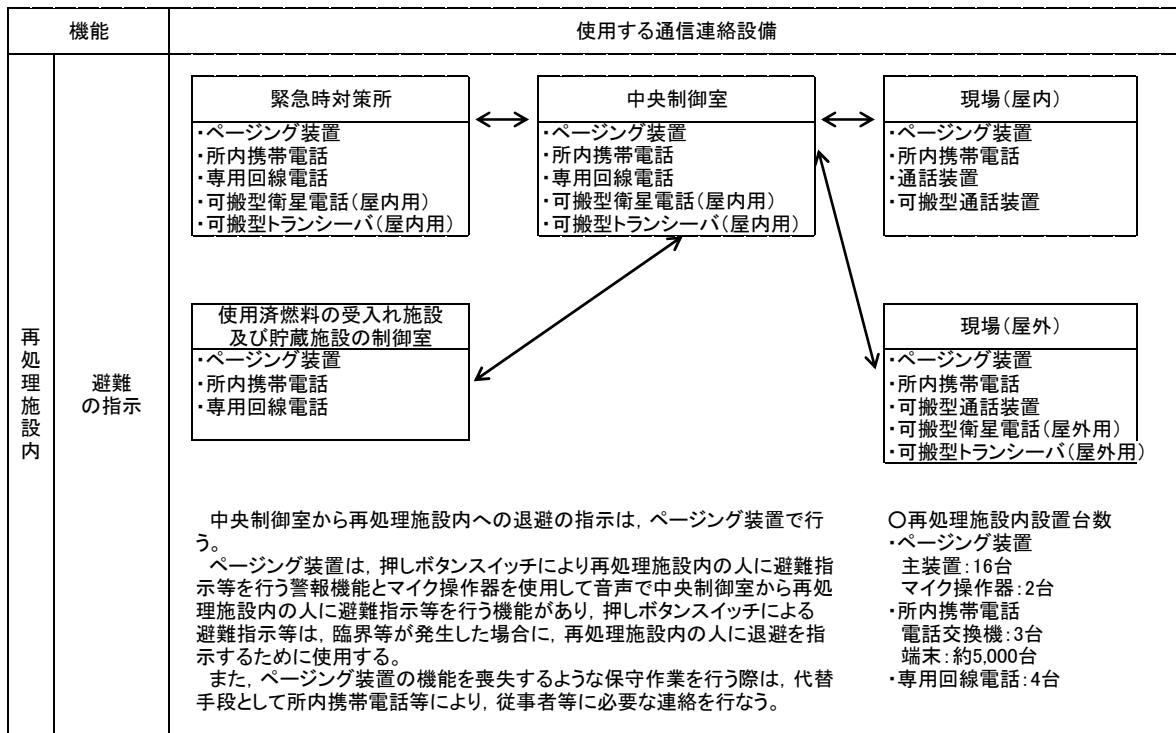 機能
使用する通信連絡設備
再処理施設内
避難
の指示
緊急時対策所
・ページング装置
・所内携帯電話
・専用回線電話
・可搬型衛星電話(屋内用)
・可搬型トランシーバ(屋内用)
中央制御室
・ページング装置
・所内携帯電話
・専用回線電話
・可搬型衛星電話(屋内用)
・可搬型トランシーバ(屋内用)
現場(屋内)
・ページング装置
・所内携帯電話
・通話装置
・可搬型通話装置
使用済燃料の受入れ施設
及び貯蔵施設の制御室
・ページング装置
・所内携帯電話
・専用回線電話
現場(屋外)
・ページング装置
・所内携帯電話
・可搬型通話装置
・可搬型衛星電話(屋外用)
・可搬型トランシーバ(屋外用)
中央制御室から再処理施設内への退避の指示は,ページング装置で行
う。
ページング装置は,押しボタンスイッチにより再処理施設内の人に避難指
示等を行う警報機能とマイク操作器を使用して音声で中央制御室から再処
理施設内の人に避難指示等を行う機能があり,押しボタンスイッチによる
避難指示等は,臨界等が発生した場合に,再処理施設内の人に退避を指
示するために使用する。
また,ページング装置の機能を喪失するような保守作業を行う際は,代替
手段として所内携帯電話等により,従事者等に必要な連絡を行なう。
○再処理施設内設置台数
・ページング装置
主装置:16台
マイク操作器:2台
・所内携帯電話
電話交換機:3台
端末:約5,000台
・専用回線電話:4台